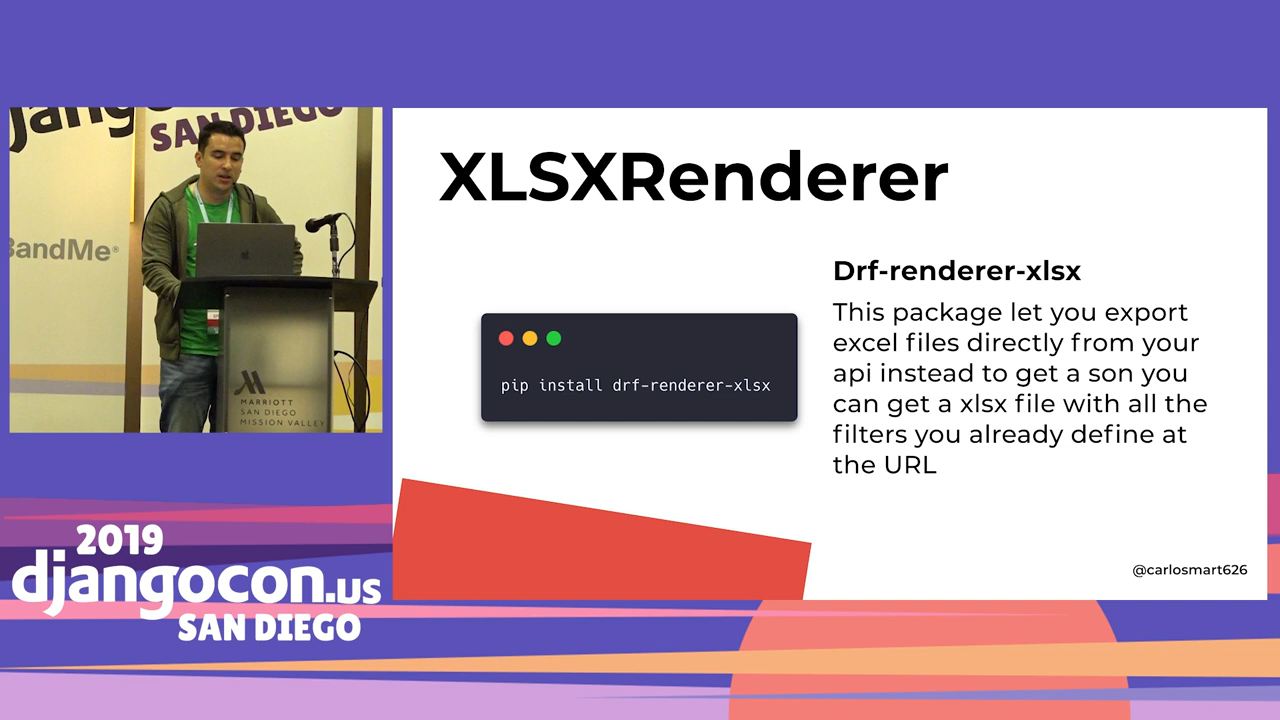 SAN DIEGO
BandMe®
MARRIOTT
SAN DIEGO
MISSION VALLEY
XLSXRenderer
Drf-renderer-xlsx
This package let you export
excel files directly from your
api instead to get a son you
can get a xlsx file with all the
filters you already define at
the URL
pip install drf-renderer-xlsx
@carlosmart626
2019
djangocon.us
SAN DIEGO